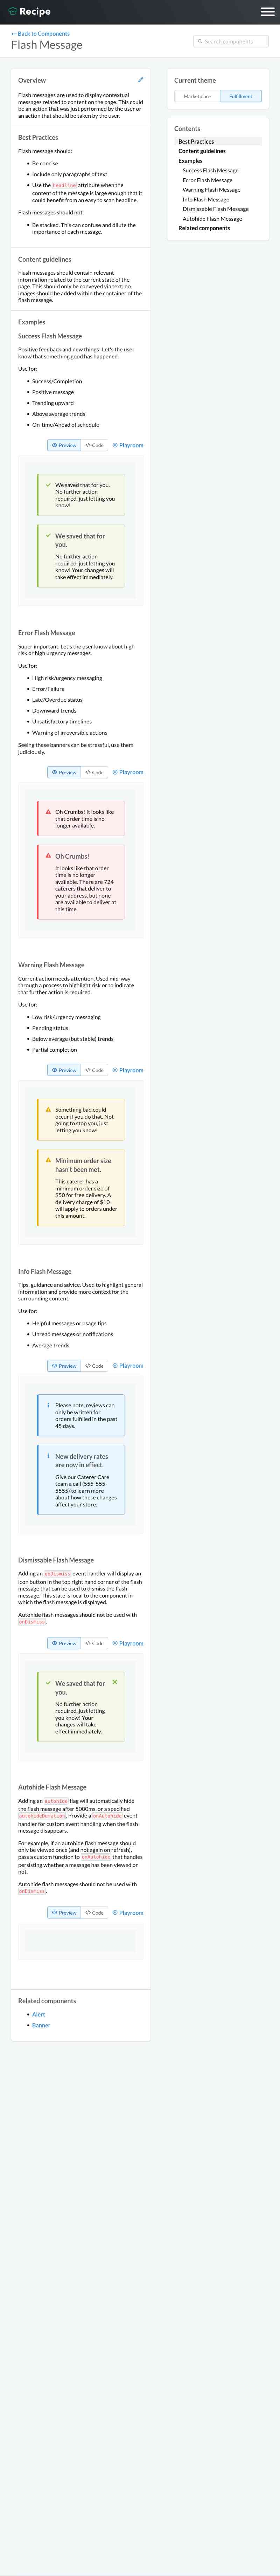 Recipe
← Back to Components
Flash Message
Search components
Overview
Flash messages are used to display contextual
messages related to content on the page. This could
be an action that was just performed by the user or
an action that should be taken by the user.
Best Practices
Flash message should:
Be concise
Include only paragraphs of text
Use the headline attribute when the
content of the message is large enough that it
could benefit from an easy to scan headline.
Flash messages should not:
Be stacked. This can confuse and dilute the
importance of each message.
Content guidelines
Flash messages should contain relevant
information related to the current state of the
page. This should be conveyed via text; no
images should be added within the container of the
flash message.
Examples
Success Flash Message
Positive feedback and new things! Let's the user
know that something good has happened.
Use for:
Success/Completion
Positive message
Trending upward
Above average trends
On-time/Ahead of schedule
Preview
Code
Playroom
We saved that for you.
No further action
required, just letting you
know!
We saved that for
you.
No further action
required, just letting you
know! Your changes will
take effect immediately.
Error Flash Message
Super important. Let's the user know about high
risk or high urgency messages.
Use for:
High risk/urgency messaging
Error/Failure
Late/Overdue status
Downward trends
Unsatisfactory timelines
Warning of irreversible actions
Seeing these banners can be stressful, use them
judiciously.
Preview
Code
Playroom
Oh Crumbs! It looks like
that order time is no
longer available.
Oh Crumbs!
It looks like that order
time is no longer
available. There are 724
caterers that deliver to
your address, but none
are available to deliver at
this time.
Warning Flash Message
Current action needs attention. Used mid-way
through a process to highlight risk or to indicate
that further action is required.
Use for:
Low risk/urgency messaging
Pending status
Below average (but stable) trends
Partial completion
Preview
Code
Playroom
Something bad could
occur if you do that. Not
going to stop you, just
letting you know!
Minimum order size
hasn't been met.
This caterer has a
minimum order size of
$50 for free delivery. A
delivery charge of $10
will apply to orders under
this amount.
Info Flash Message
Tips, guidance and advice. Used to highlight general
information and provide more context for the
surrounding content.
Use for:
Helpful messages or usage tips
Unread messages or notifications
Average trends
Preview
Code
Playroom
Please note, reviews can
only be written for
orders fulfilled in the past
45 days.
New delivery rates
are now in effect.
Give our Caterer Care
team a call (555-555-
5555) to learn more
about how these changes
affect your store.
Dismissable Flash Message
Adding an onDismiss event handler will display an
icon button in the top right hand corner of the flash
message that can be used to dismiss the flash
message. This state is local to the component in
which the flash message is displayed.
Autohide flash messages should not be used with
onDismiss.
Preview
Code
Playroom
We saved that for
you.
No further action
required, just letting
you know! Your
changes will take
effect immediately.
Autohide Flash Message
Adding an autohide flag will automatically hide
the flash message after 5000ms, or a specified
autohideDuration. Provide a onAutohide event
handler for custom event handling when the flash
message disappears.
For example, if an autohide flash message should
only be viewed once (and not again on refresh),
pass a custom function to onAutohide that handles
persisting whether a message has been viewed or
not.
Autohide flash messages should not be used with
onDismiss.
Preview
Code
Playroom
Related components
Alert
Banner
Current theme
Marketplace
Fulfillment
Contents
Best Practices
Content guidelines
Examples
Success Flash Message
Error Flash Message
Warning Flash Message
Info Flash Message
Dismissable Flash Message
Autohide Flash Message
Related components